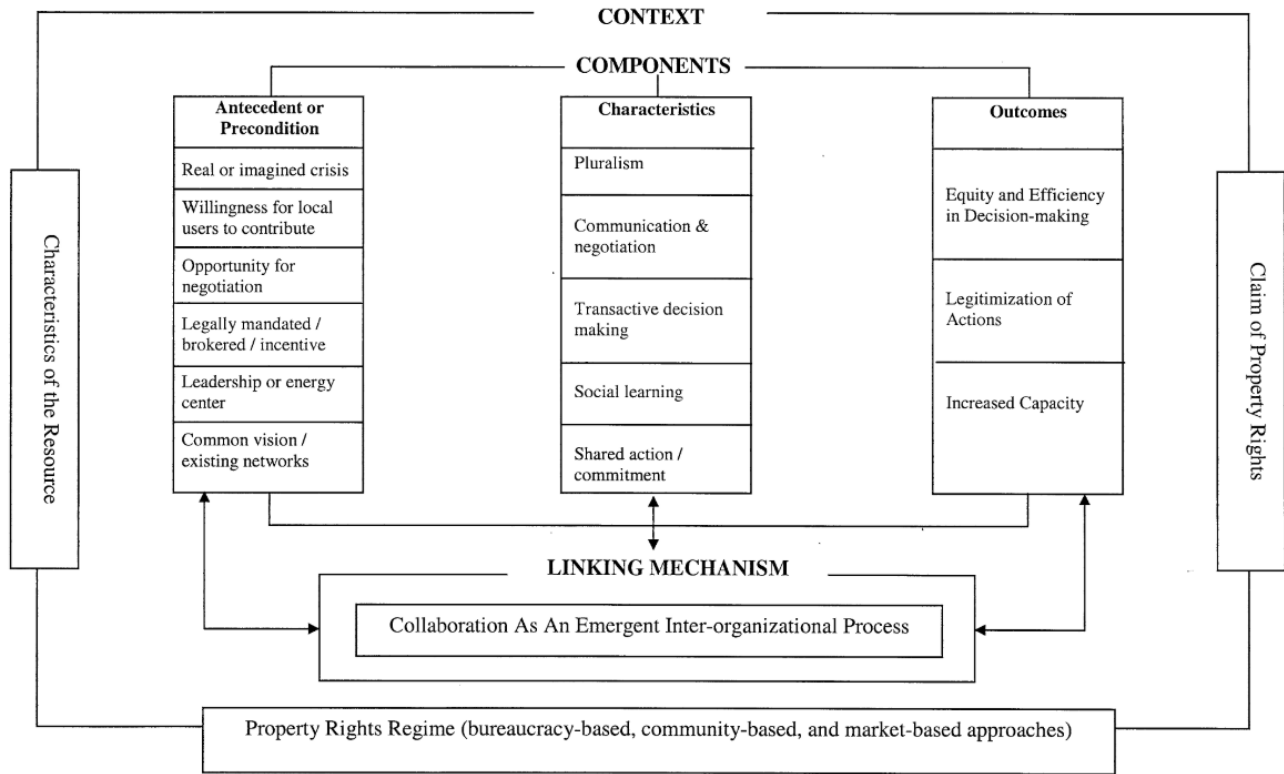 CONTEXT
COMPONENTS
Antecedent or
Precondition
Real or imagined crisis
Willingness for local
users to contribute
Opportunity for
negotiation
Legally mandated /
brokered / incentive
Leadership or energy
center
Common vision /
existing networks
Characteristics
Pluralism
Communication &
negotiation
Transactive decision
making
Social learning
Shared action /
commitment
Outcomes
Equity and Efficiency
in Decision-making
Legitimization of
Actions
Increased Capacity
Characteristics of the Resource
Claim of Property Rights
LINKING MECHANISM
Collaboration As An Emergent Inter-organizational Process
Property Rights Regime (bureaucracy-based, community-based, and market-based approaches)